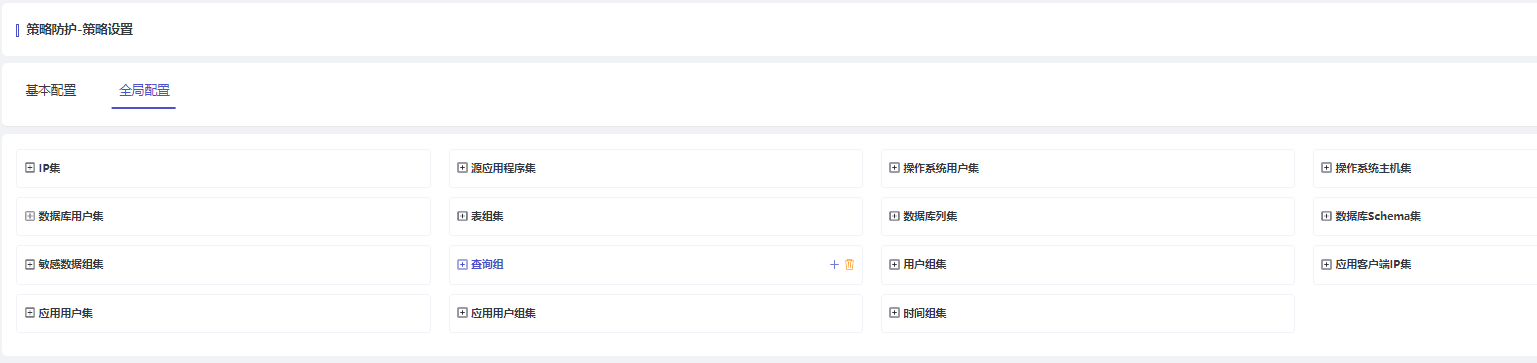 策略防护-策略设置
基本配置 全局配置
IP集 源应用程序集 操作系统用户集 操作系统主机集
数据库用户集 表组集 数据库列集 数据库Schema集
敏感数据组集 查询组 用户组集 应用客户端IP集
应用用户集 应用用户组集 时间组集